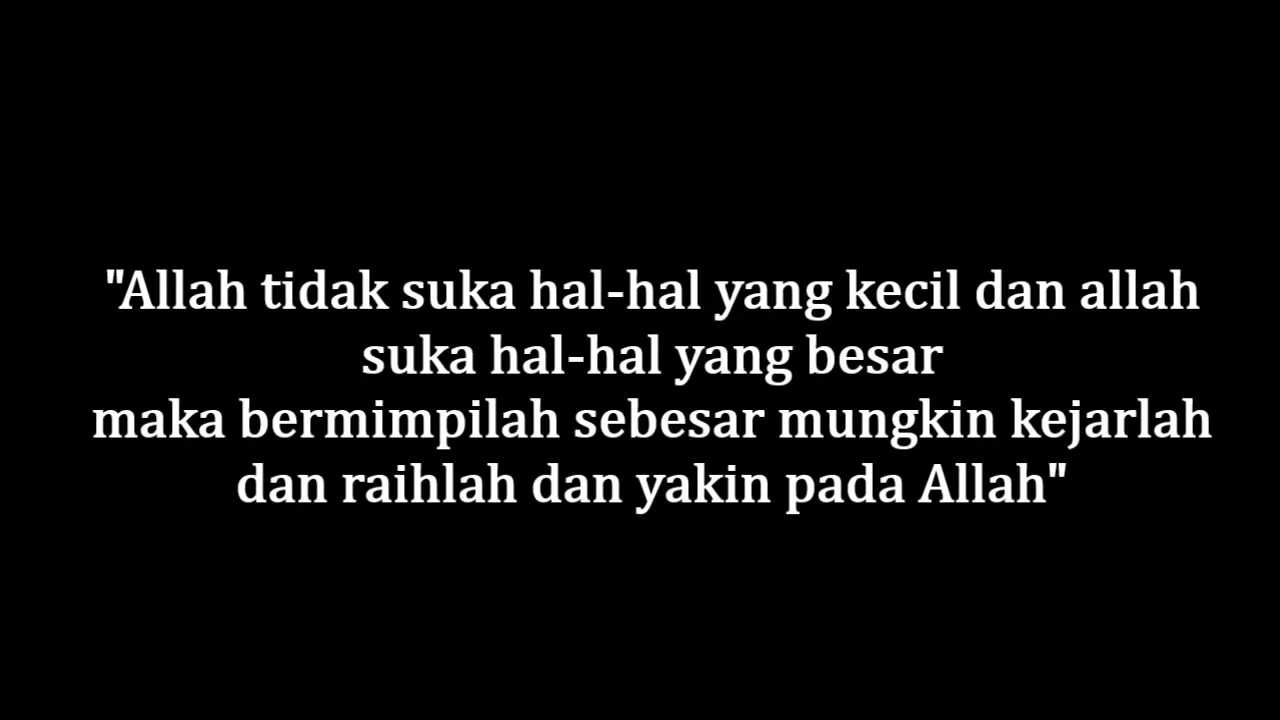 "Allah tidak suka hal-hal yang kecil dan allah
suka hal-hal yang besar
maka bermimpilah sebesar mungkin kejarlah
dan raihlah dan yakin pada Allah"